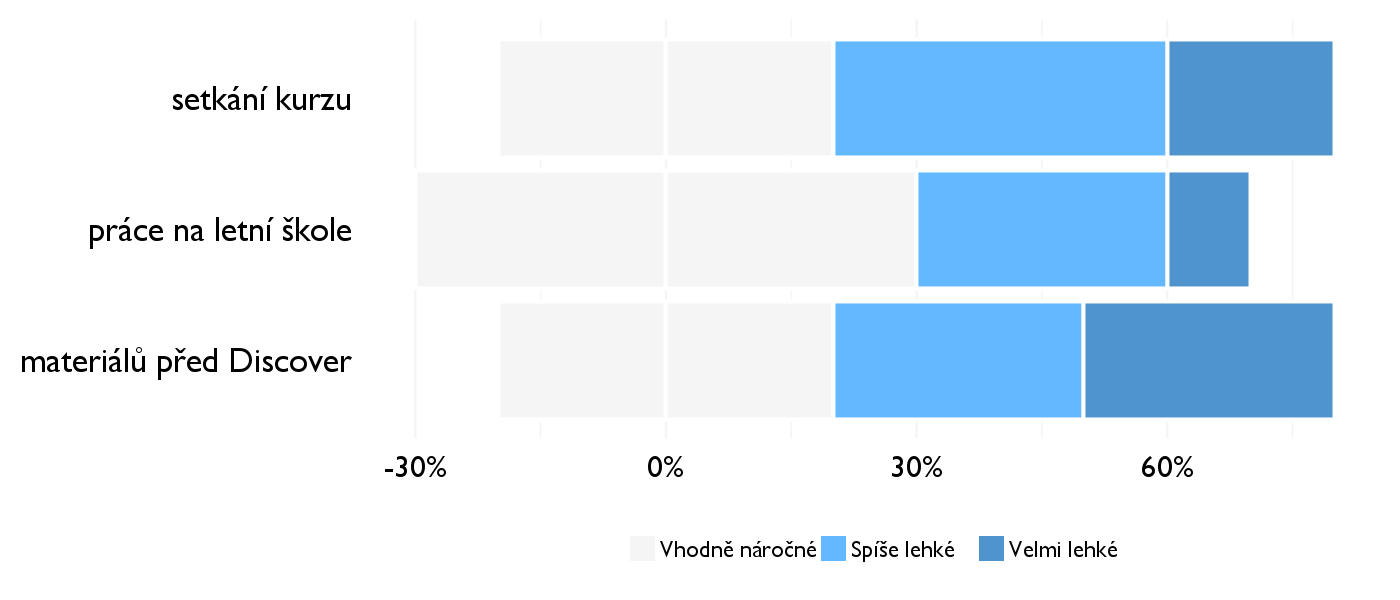 setkání kurzu
práce na letní škole
materiálů před Discover
-30% 0% 30% 60%
Vhodně náročné Spíše lehké Velmi lehké